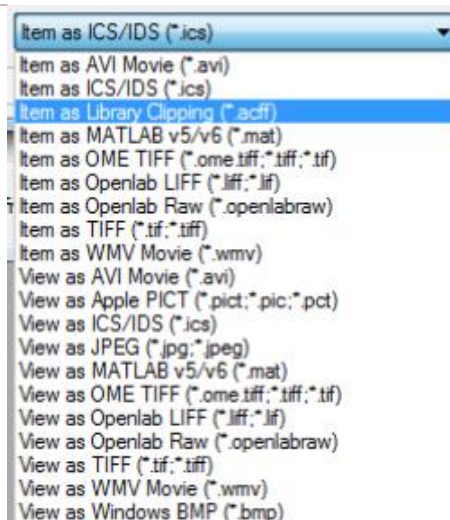 Item as ICS/IDS (*.ics)
Item as AVI Movie (*.avi)
Item as ICS/IDS (*.ics)
Item as Library Clipping (*.acff)
Item as MATLAB v5/v6 (*.mat)
Item as OME TIFF (*.ome.tiff;*.tiff;*.tif)
Item as Openlab LIFF (*.liff;*.lif)
Item as Openlab Raw (*.openlabraw)
Item as TIFF (*.tif;*.tiff)
Item as WMV Movie (*.wmv)
View as AVI Movie (*.avi)
View as Apple PICT (*.pict;*.pic;*.pct)
View as ICS/IDS (*.ics)
View as JPEG (*.jpg;*.jpeg)
View as MATLAB v5/v6 (*.mat)
View as OME TIFF (*.ome.tiff;*.tiff;*.tif)
View as Openlab LIFF (*.liff;*.lif)
View as Openlab Raw (*.openlabraw)
View as TIFF (*.tif;*.tiff)
View as WMV Movie (*.wmv)
View as Windows BMP (*.bmp)